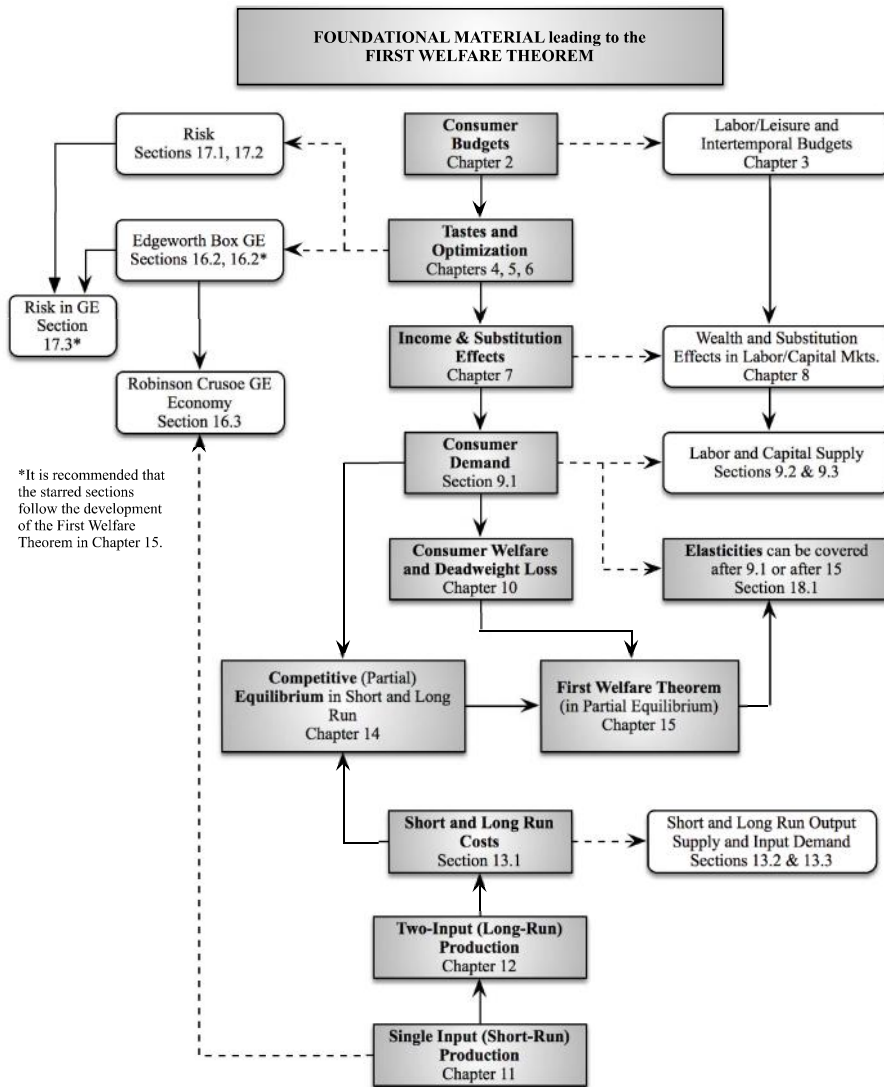 FOUNDATIONAL MATERIAL leading to the
FIRST WELFARE THEOREM
Risk
Sections 17.1, 17.2
Consumer
Budgets
Chapter 2
Labor/Leisure and
Intertemporal Budgets
Chapter 3
Edgeworth Box GE
Sections 16.2, 16.2*
Tastes and
Optimization
Chapters 4, 5, 6
Risk in GE
Section
17.3*
Income & Substitution
Effects
Chapter 7
Wealth and Substitution
Effects in Labor/Capital Mkts.
Chapter 8
Robinson Crusoe GE
Economy
Section 16.3
Consumer
Demand
Section 9.1
Labor and Capital Supply
Sections 9.2 & 9.3
*It is recommended that
the starred sections
follow the development
of the First Welfare
Theorem in Chapter 15.
Consumer Welfare
and Deadweight Loss
Chapter 10
Elasticities can be covered
after 9.1 or after 15
Section 18.1
Competitive (Partial)
Equilibrium in Short and Long
Run
Chapter 14
First Welfare Theorem
(in Partial Equilibrium)
Chapter 15
Short and Long Run
Costs
Section 13.1
Short and Long Run Output
Supply and Input Demand
Sections 13.2 & 13.3
Two-Input (Long-Run)
Production
Chapter 12
Single Input (Short-Run)
Production
Chapter 11